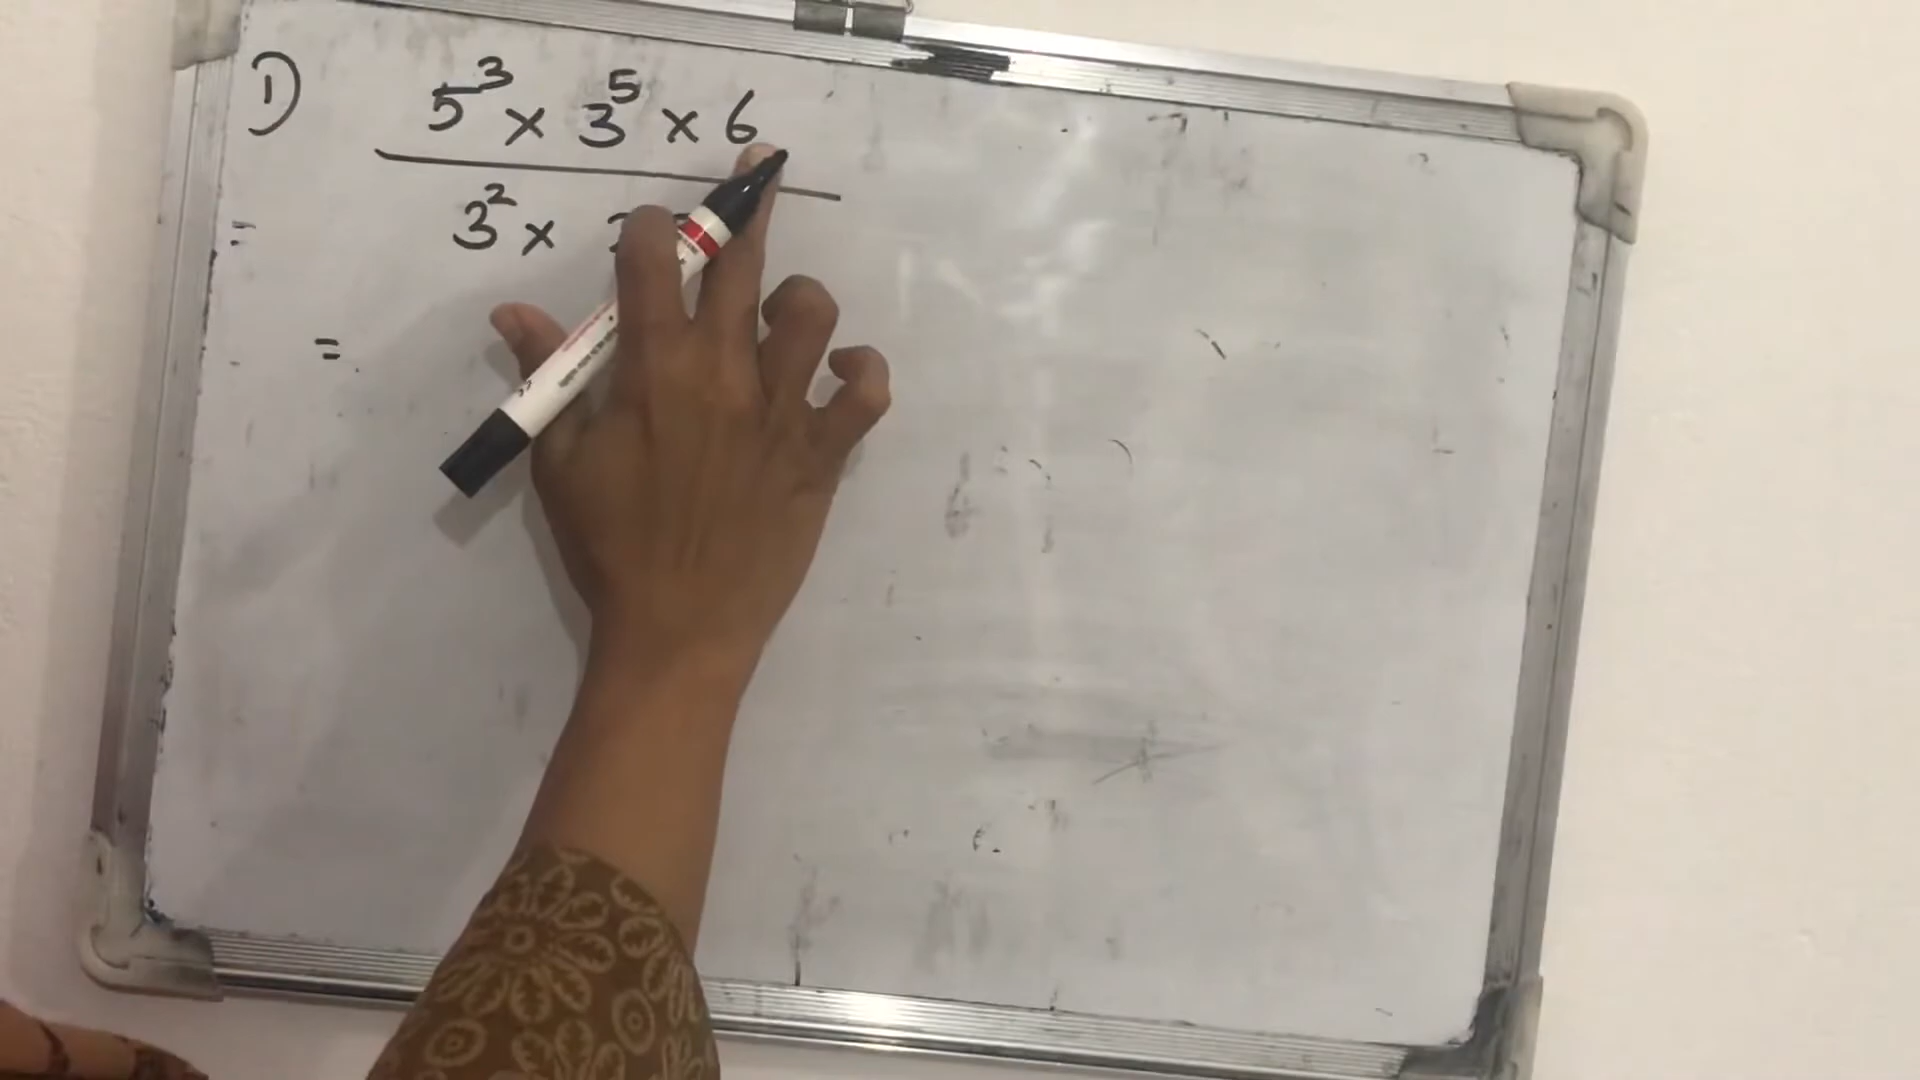 1) 5³ × 3⁵ × 6
3² ×
=
=